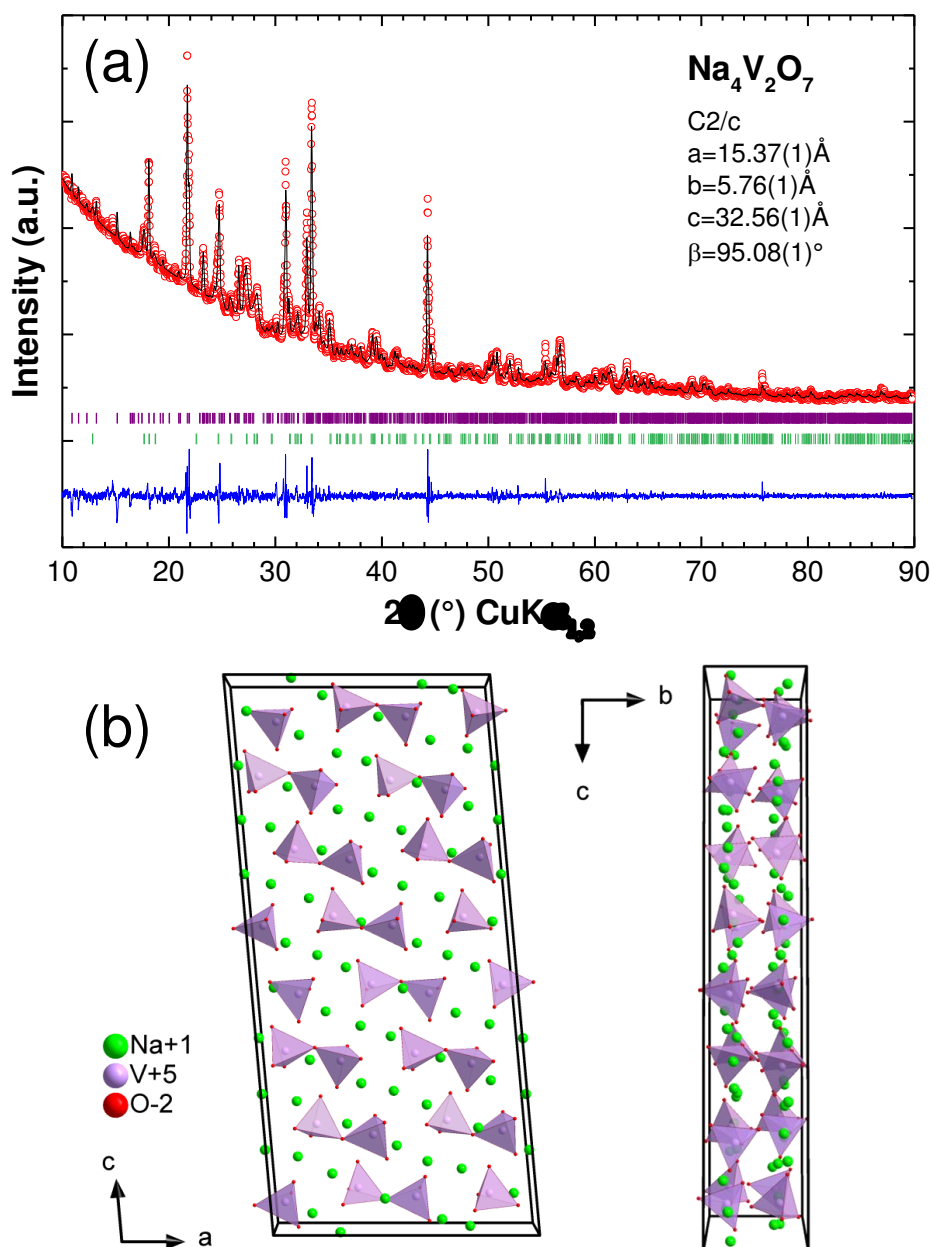 (a)
Na4V2O7
C2/c
a=15.37(1)Å
b=5.76(1)Å
c=32.56(1)Å
β=95.08(1)°
Intensity (a.u.)
10 20 30 40 50 60 70 80 90
(°) CuK
(b)
b
c
Na+1
V+5
O-2
c
a